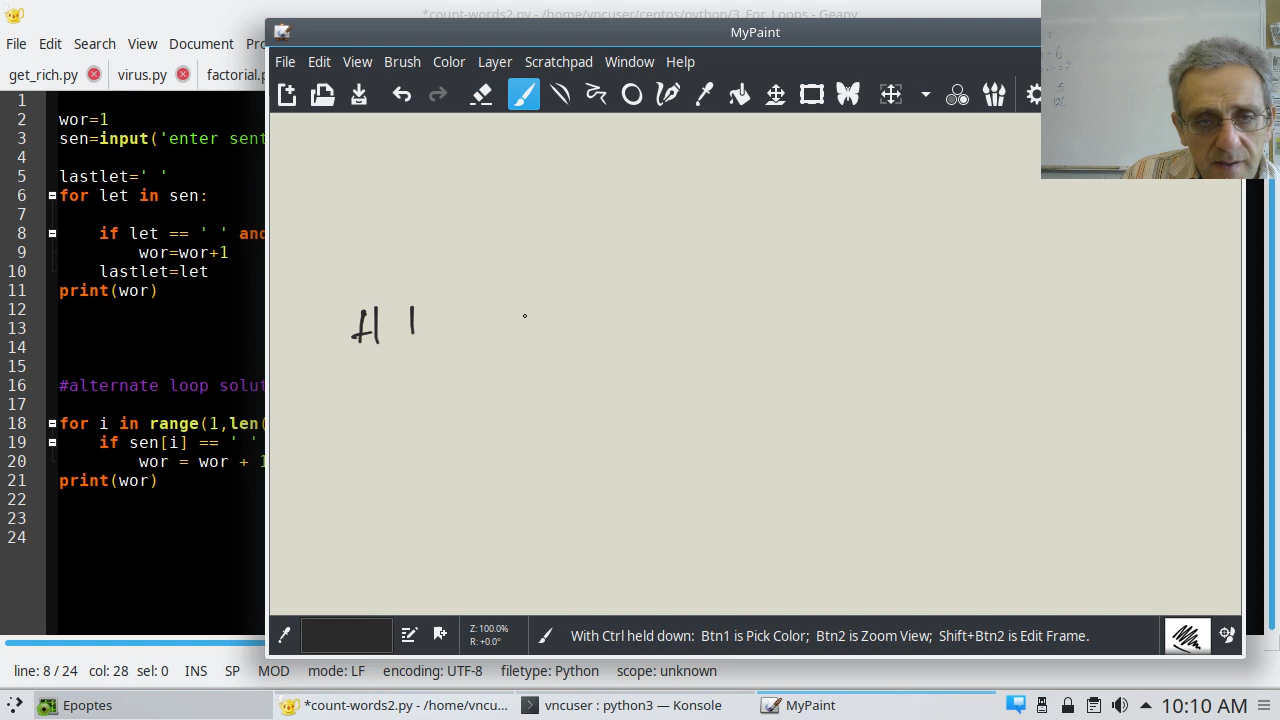 *count-words2.py - /home/vncuser/centos/python/3_For_Loops - Geany
File Edit Search View Document
get_rich.py virus.py factorial.p
1
2 wor=1
3 sen=input('enter sent
4
5 lastlet=' '
6 for let in sen:
7
8 if let == ' ' and
9 wor=wor+1
10 lastlet=let
11 print(wor)
12
13
14
15
16 #alternate loop solut
17
18 for i in range(1,len(
19 if sen[i] == ' '
20 wor = wor + 1
21 print(wor)
22
23
24
MyPaint
File Edit View Brush Color Layer Scratchpad Window Help
H I
Z: 100.0%
R: +0.0°
With Ctrl held down: Btn1 is Pick Color; Btn2 is Zoom View; Shift+Btn2 is Edit Frame.
line: 8 / 24 col: 28 sel: 0 INS SP MOD mode: LF encoding: UTF-8 filetype: Python scope: unknown
Epoptes *count-words2.py - /home/vncu... vncuser : python3 — Konsole MyPaint 10:10 AM